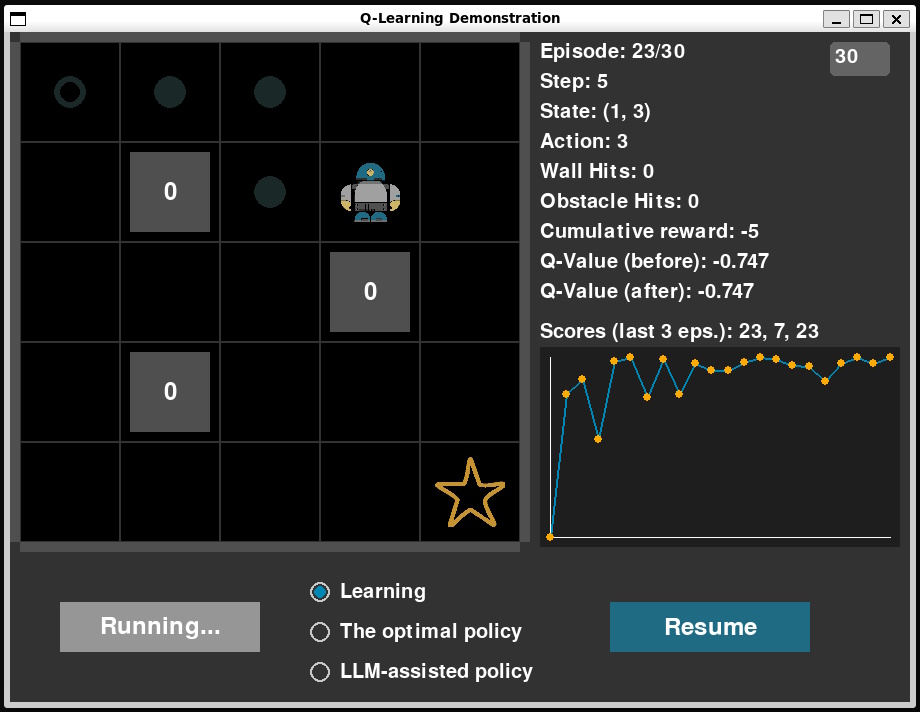 Q-Learning Demonstration
Episode: 23/30
30
Step: 5
State: (1, 3)
Action: 3
Wall Hits: 0
Obstacle Hits: 0
Cumulative reward: -5
Q-Value (before): -0.747
Q-Value (after): -0.747
Scores (last 3 eps.): 23, 7, 23
0
0
0
Running...
Learning
The optimal policy
LLM-assisted policy
Resume